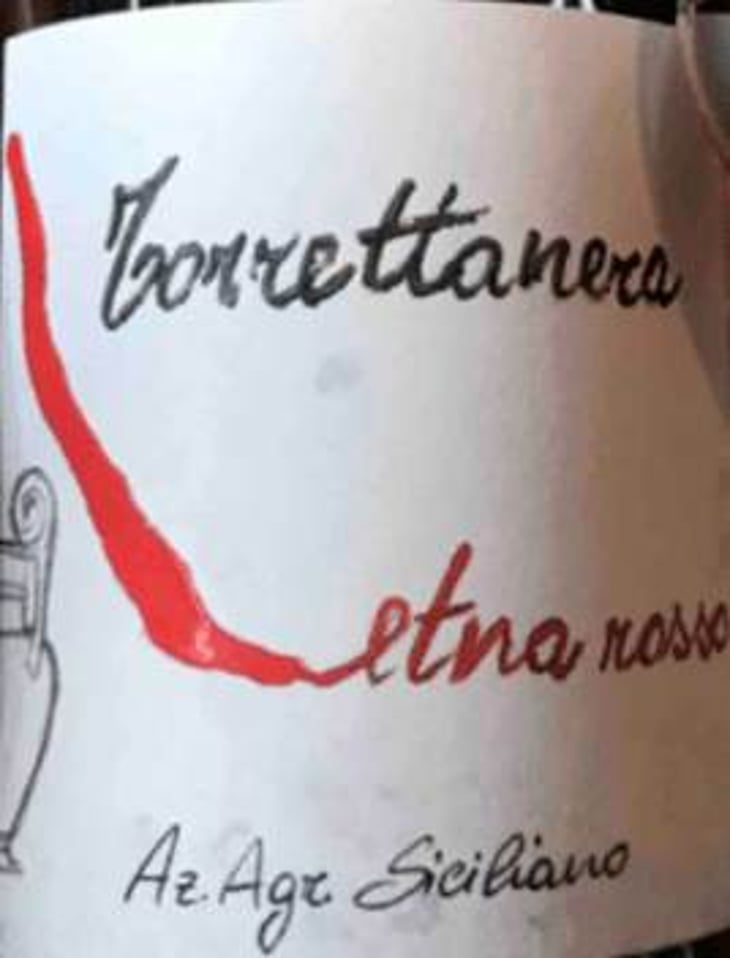 Torrettanera
etna rosso
Az. Agr. Siciliano